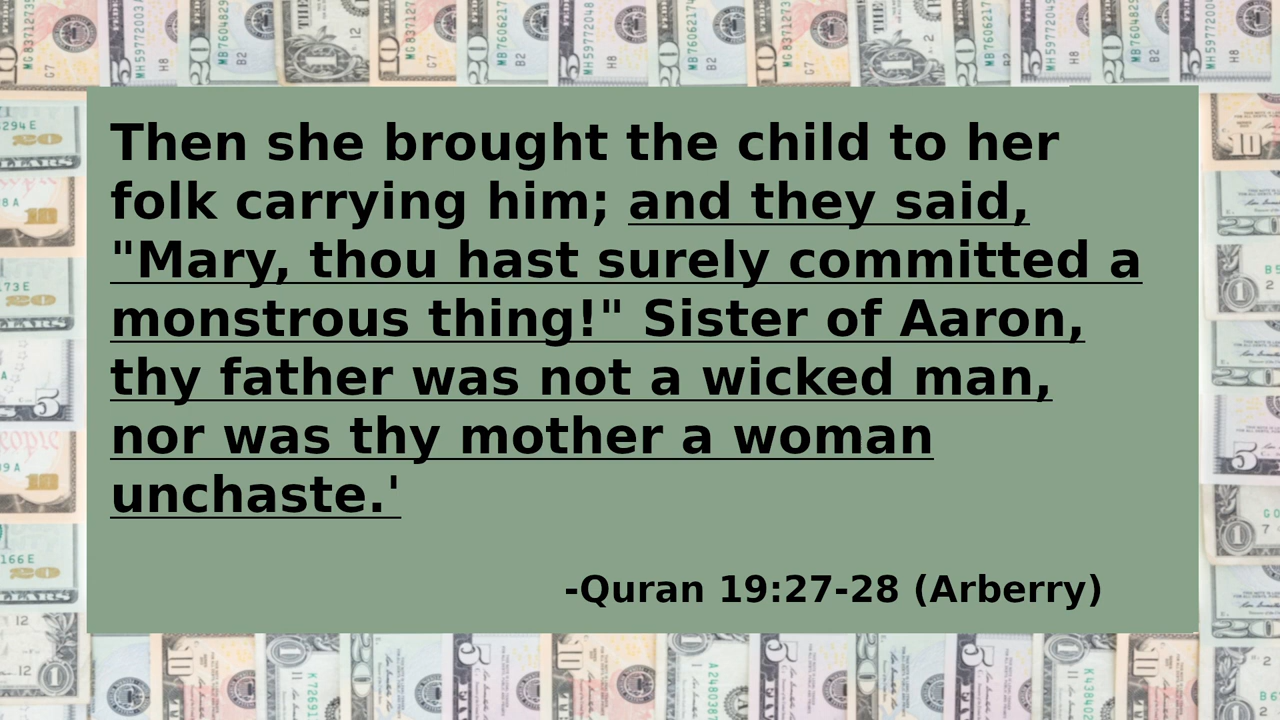 Then she brought the child to her
folk carrying him; and they said,
"Mary, thou hast surely committed a
monstrous thing!" Sister of Aaron,
thy father was not a wicked man,
nor was thy mother a woman
unchaste.'
-Quran 19:27-28 (Arberry)